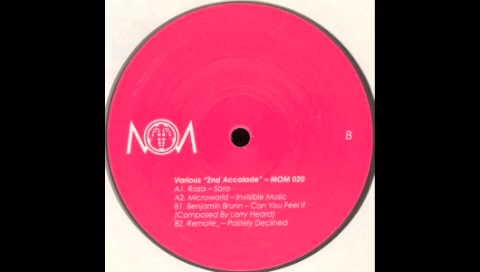 MOM
B
Various "2nd Accolade" – MOM 020
A1. Roza – Sara
A2. Microworld – Invisible Music
B1. Benjamin Brunn – Can You Feel It
(Composed By Larry Heard)
B2. Remote_ – Politely Declined